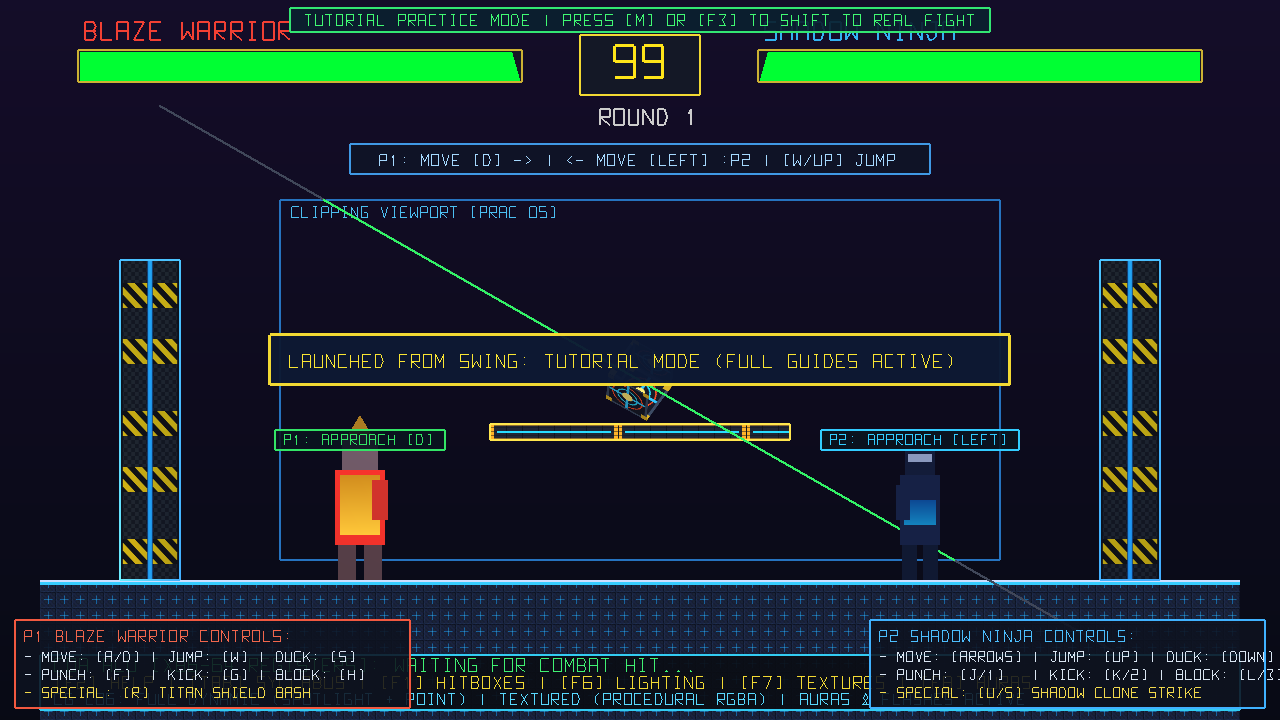 TUTORIAL PRACTICE MODE | PRESS [M] OR [F3] TO SHIFT TO REAL FIGHT
BLAZE WARRIOR
SHADOW NINJA
99
ROUND 1
P1: MOVE [D] -> | <- MOVE [LEFT] :P2 | [W/UP] JUMP
CLIPPING VIEWPORT [PRAC 05]
LAUNCHED FROM SWING: TUTORIAL MODE (FULL GUIDES ACTIVE)
P1: APPROACH [D]
P2: APPROACH [LEFT]
P1 BLAZE WARRIOR CONTROLS:
- MOVE: [A/D] | JUMP: [W] | DUCK: [S]
- PUNCH: [F] | KICK: [G] | BLOCK: [H]
- SPECIAL: [R] TITAN SHIELD BASH
WAITING FOR COMBAT HIT...
HITBOXES | [F6] LIGHTING | [F7] TEXTURE
POINT) | TEXTURED (PROCEDURAL RGBA) | AURAS &
P2 SHADOW NINJA CONTROLS:
- MOVE: [ARROWS] | JUMP: [UP] | DUCK: [DOWN]
- PUNCH: [J/1] | KICK: [K/2] | BLOCK: [L/3]
- SPECIAL: [U/5] SHADOW CLONE STRIKE